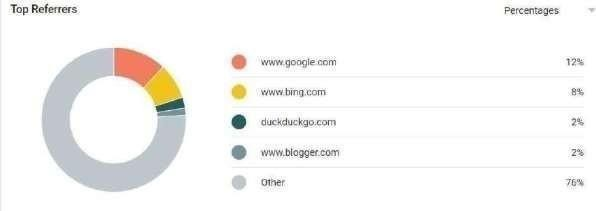 Top Referrers
Percentages
www.google.com 12%
www.bing.com 8%
duckduckgo.com 2%
www.blogger.com 2%
Other 76%